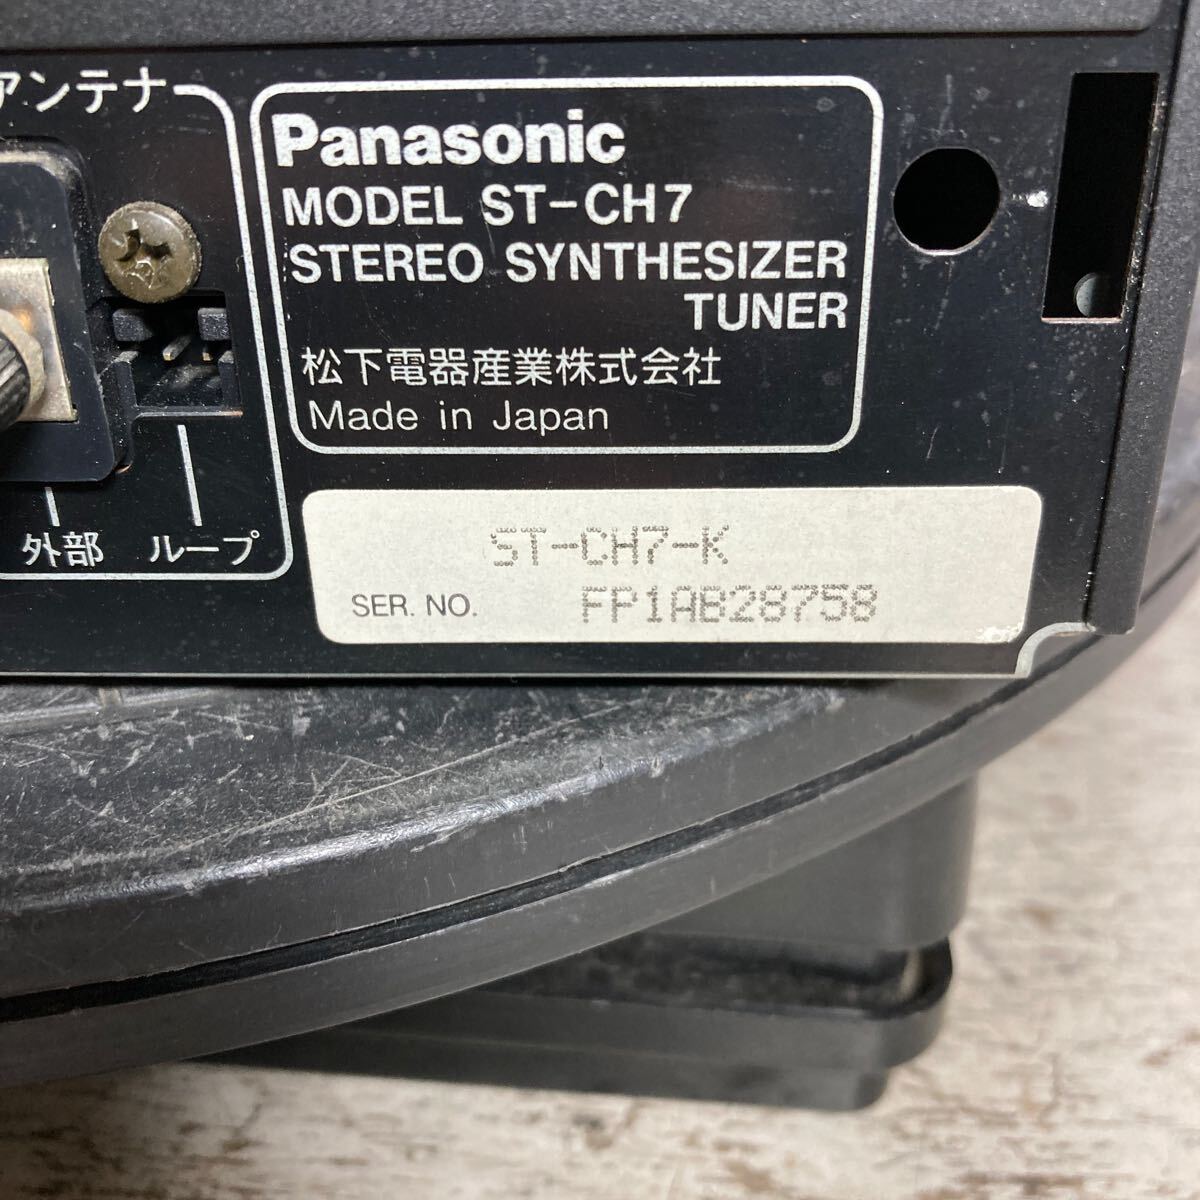 アンテナ
Panasonic
MODEL ST-CH7
STEREO SYNTHESIZER
TUNER
松下電器産業株式会社
Made in Japan
外部 ループ
ST-CH7-K
SER. NO. FP1AB28758